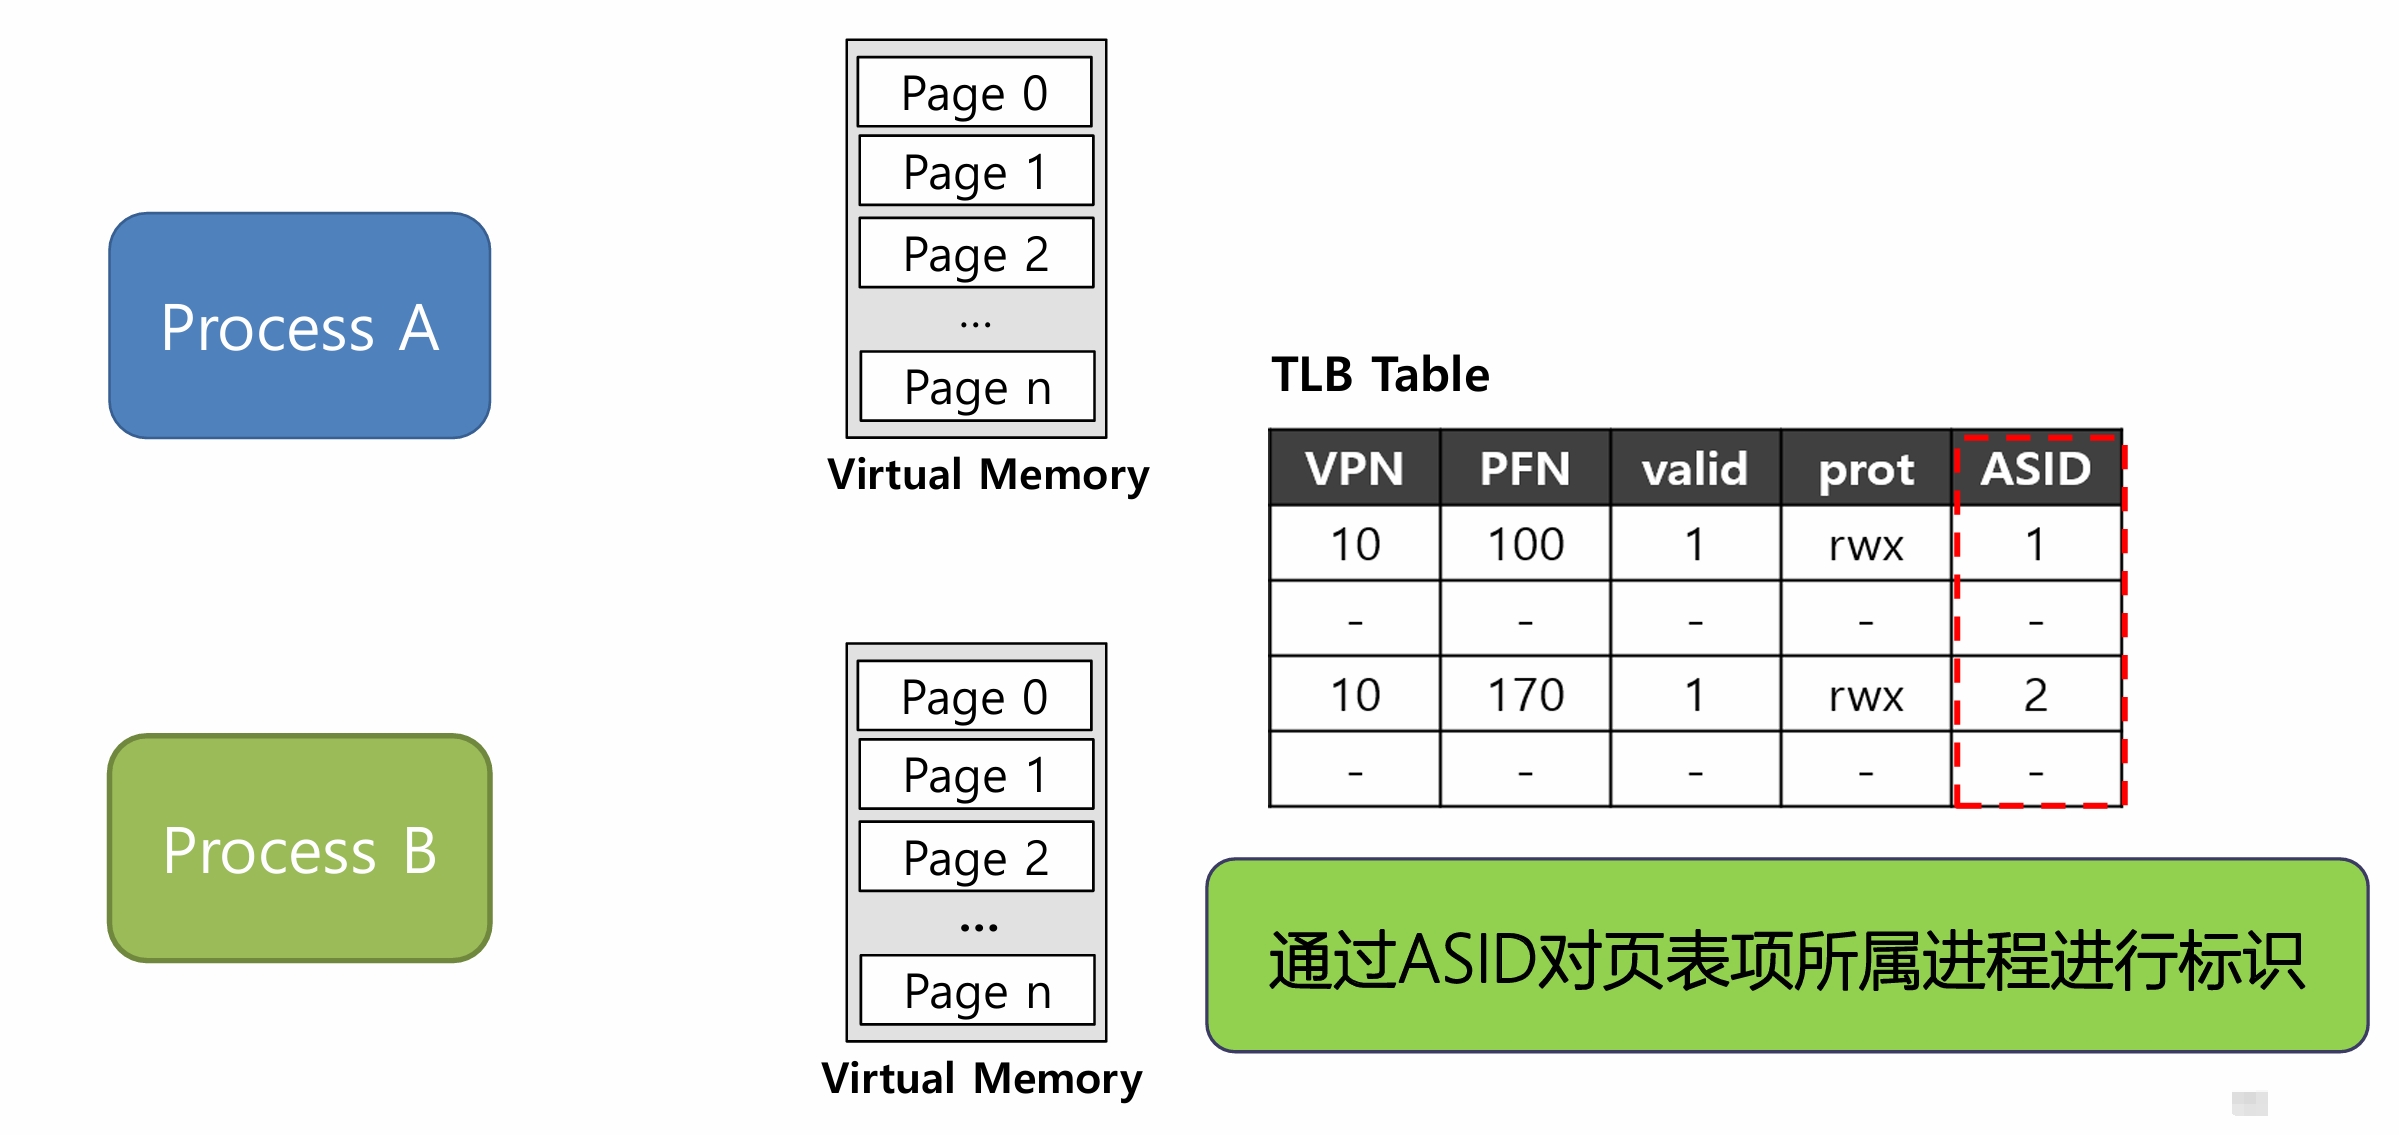 Process A
Page 0
Page 1
Page 2
...
Page n
Virtual Memory
Process B
Page 0
Page 1
Page 2
...
Page n
Virtual Memory
TLB Table
VPN PFN valid prot ASID
10 100 1 rwx 1
- - - - -
10 170 1 rwx 2
- - - - -
通过ASID对页表项所属进程进行标识